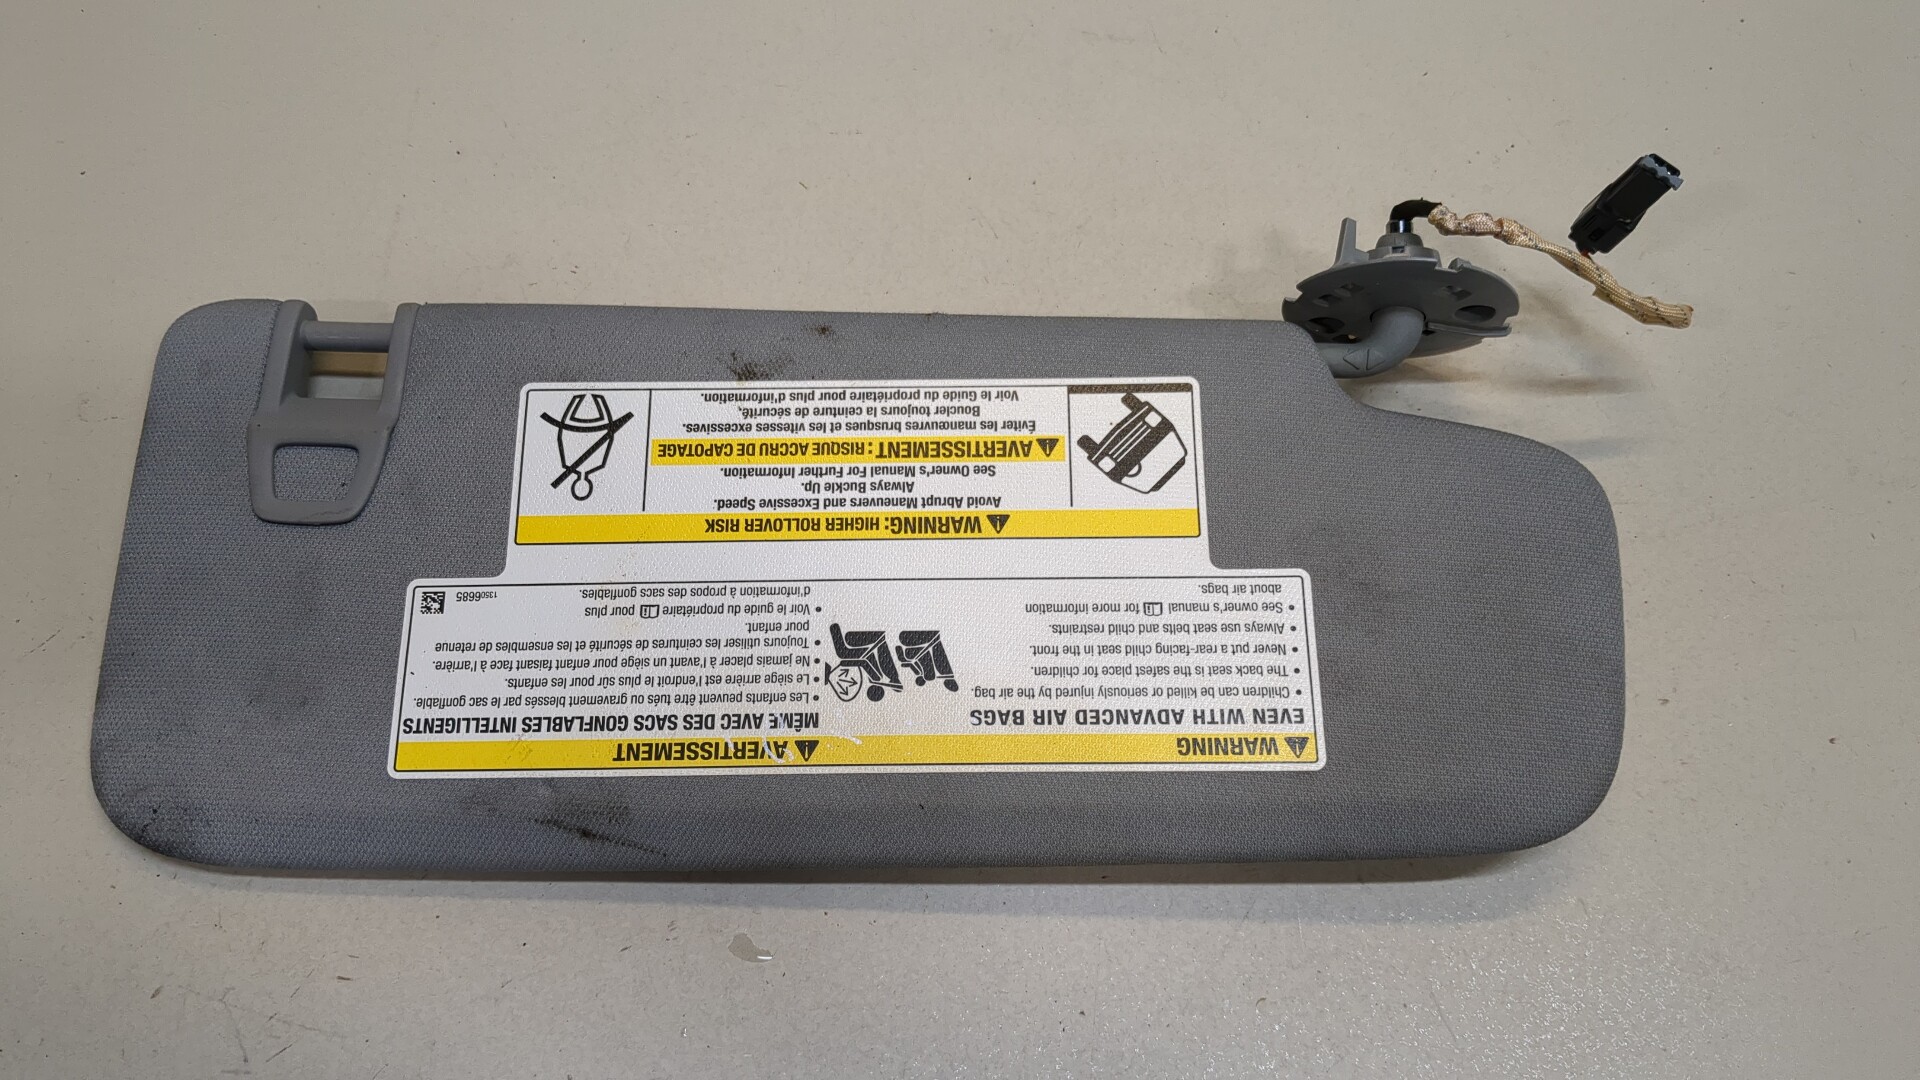 WARNING
EVEN WITH ADVANCED AIR BAGS
• Children can be killed or seriously injured by the air bag.
• The back seat is the safest place for children.
• Never put a rear-facing child seat in the front.
• Always use seat belts and child restraints.
• See owner's manual for more information
about air bags.
AVERTISSEMENT
MÊME AVEC DES SACS GONFLABLES INTELLIGENTS
• Les enfants peuvent être tués ou gravement blessés par le sac gonflable.
• Le siège arrière est l'endroit le plus sûr pour les enfants.
• Ne jamais placer à l'avant un siège pour enfant faisant face à l'arrière.
• Toujours utiliser les ceintures de sécurité et les ensembles de retenue
pour enfant.
• Voir le guide du propriétaire pour plus
d'information à propos des sacs gonflables.
13506685
WARNING: HIGHER ROLLOVER RISK
Avoid Abrupt Maneuvers and Excessive Speed.
Always Buckle Up.
See Owner's Manual For Further Information.
AVERTISSEMENT: RISQUE ACCRU DE CAPOTAGE
Éviter les manœuvres brusques et les vitesses excessives.
Boucler toujours la ceinture de sécurité,
Voir le Guide du propriétaire pour plus d'information.